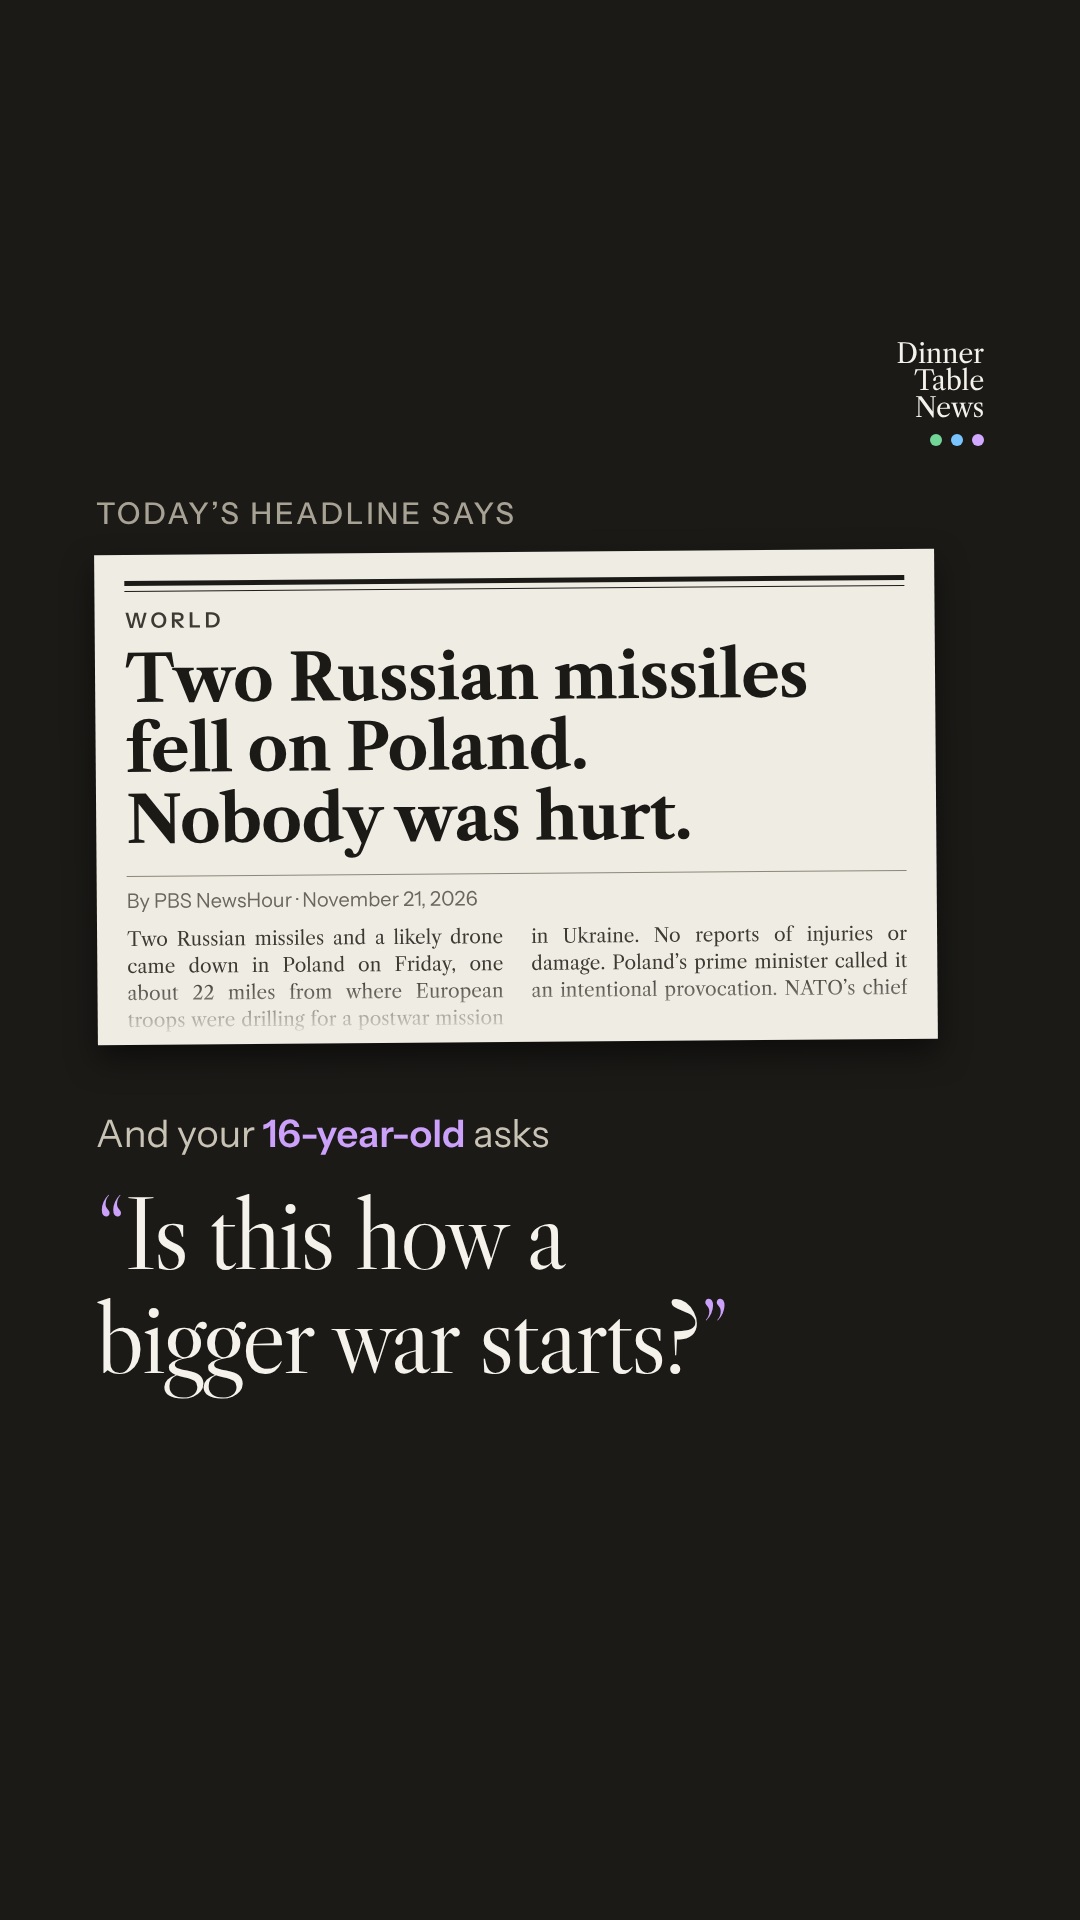 Dinner
Table
News
TODAY’S HEADLINE SAYS
WORLD
Two Russian missiles
fell on Poland.
Nobody was hurt.
By PBS NewsHour · November 21, 2026
Two Russian missiles and a likely drone
came down in Poland on Friday, one
about 22 miles from where European
troops were drilling for a postwar mission
in Ukraine. No reports of injuries or
damage. Poland’s prime minister called it
an intentional provocation. NATO’s chief
And your 16-year-old asks
“Is this how a
bigger war starts?”